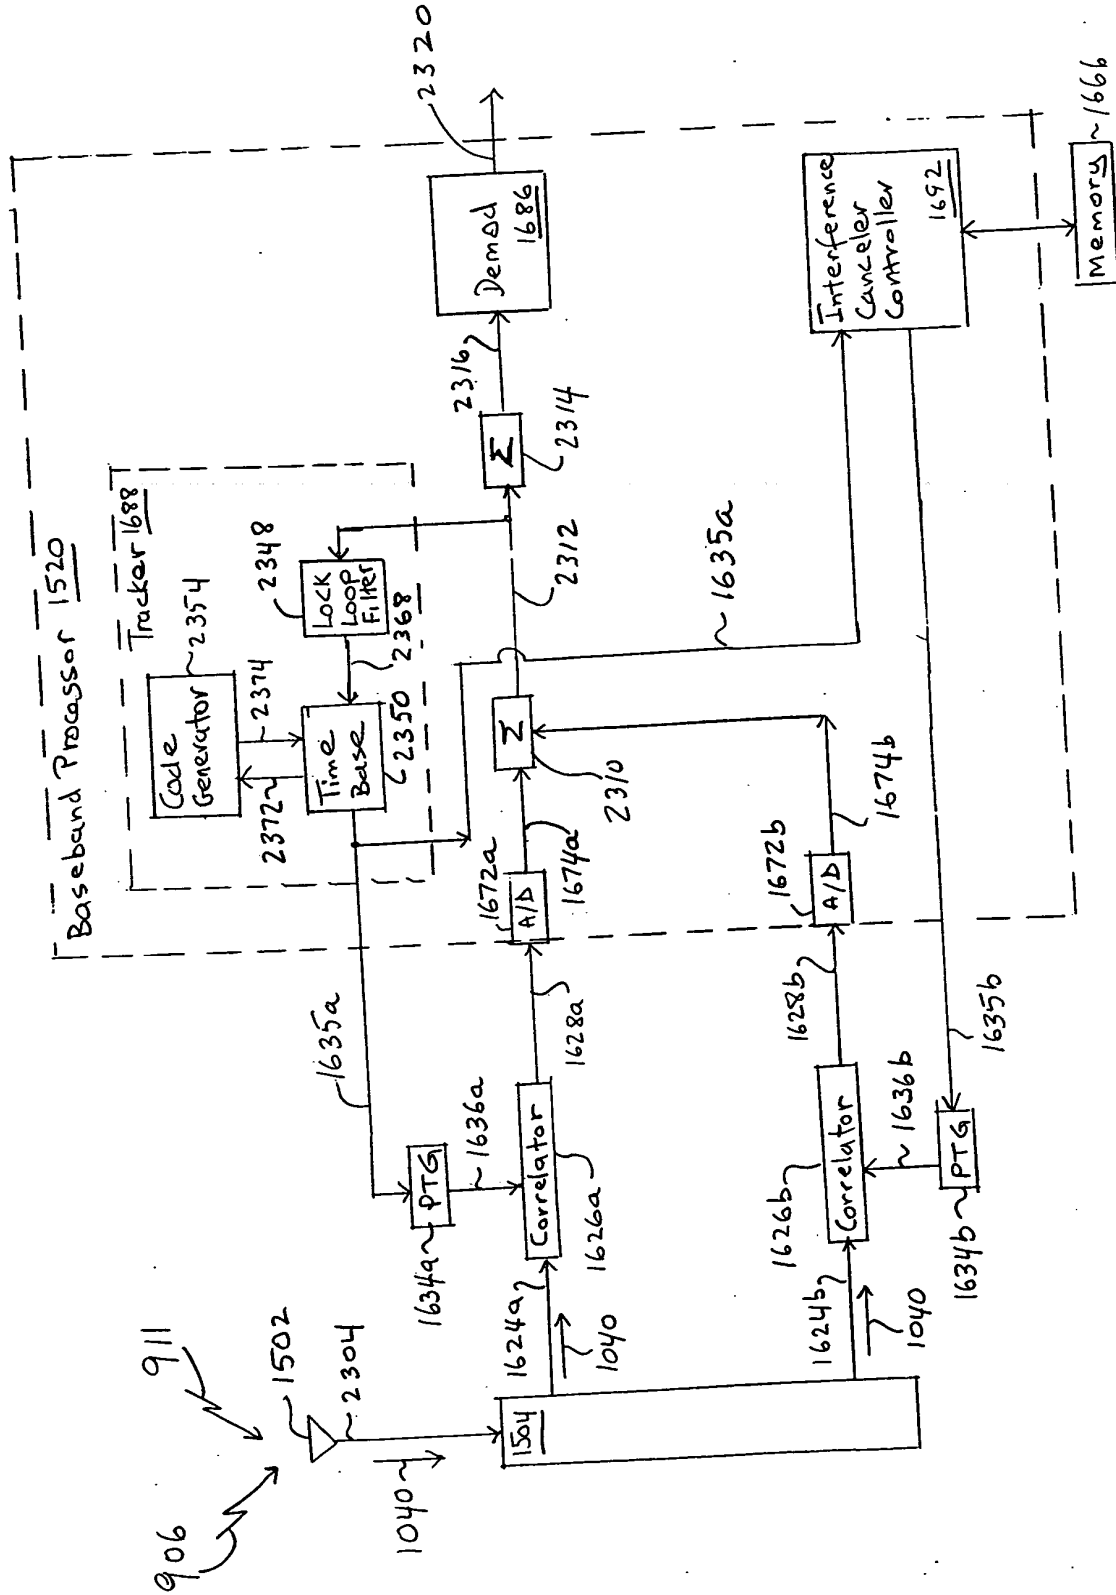 Baseband Processor 1520
Tracker 1688
Code
Generator
2354
2372
2374
Time
Base
2350
2368
Lock
Loop
Filter
2348
1635a
1635a
911
906
1502
2304
1040
1504
1634a
PTG
1636a
1624a
1040
Correlator
1626a
1628a
1672a
A/D
1674a
Σ
2310
2312
Σ
2314
2316
Demod
1686
2320
1624b
1040
1626b
Correlator
1636b
1634b
PTG
1628b
1635b
1672b
A/D
1674b
Interference
Canceler
Controller
1692
Memory
1666